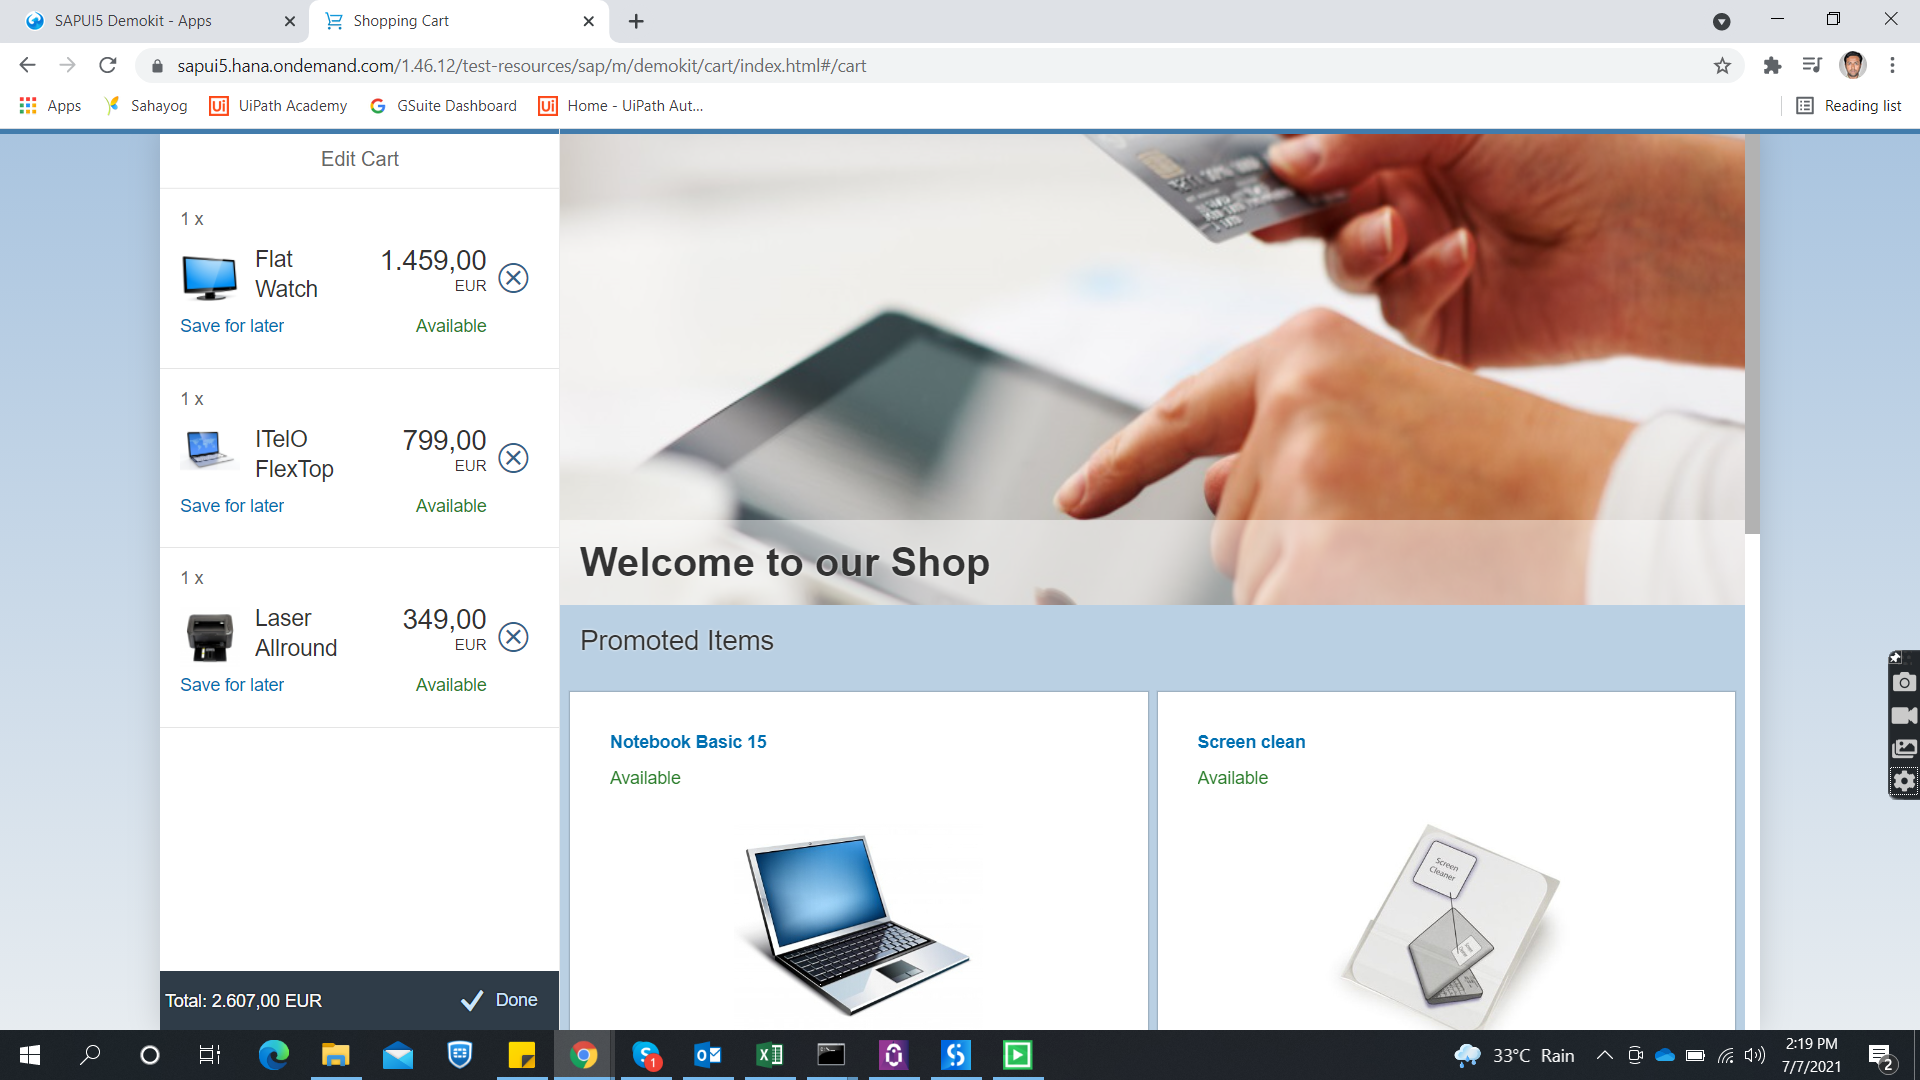 SAPUI5 Demokit - Apps
Shopping Cart
sapui5.hana.ondemand.com/1.46.12/test-resources/sap/m/demokit/cart/index.html#/cart
Apps
Sahayog
UiPath Academy
GSuite Dashboard
Home - UiPath Aut...
Reading list
Edit Cart
1 x
Flat Watch
1.459,00
EUR
Save for later
Available
1 x
ITelO FlexTop
799,00
EUR
Save for later
Available
1 x
Laser Allround
349,00
EUR
Save for later
Available
Total: 2.607,00 EUR
Done
Welcome to our Shop
Promoted Items
Notebook Basic 15
Available
Screen clean
Available
Screen
Cleaner
33°C Rain
2:19 PM
7/7/2021
1
2